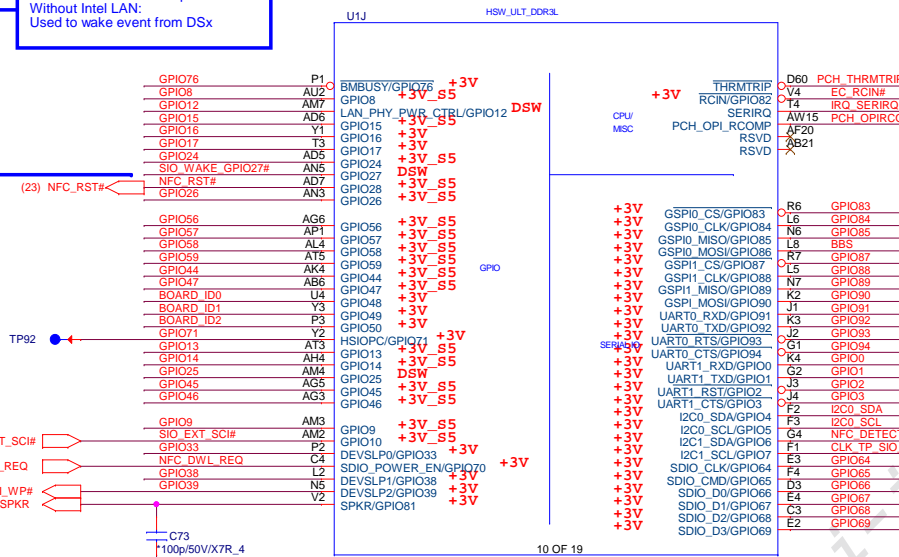 Without Intel LAN:
Used to wake event from DSx
U1J
HSW_ULT_DDR3L
GPIO76 P1 BMBUSY/GPIO76 +3V
GPIO8 AU2 GPIO8 +3V_S5
GPIO12 AM7 LAN_PHY_PWR_CTRL/GPIO12 DSW
GPIO15 AD6 GPIO15 +3V_S5
GPIO16 Y1 GPIO16 +3V
GPIO17 T3 GPIO17 +3V
GPIO24 AD5 GPIO24 +3V_S5
SIO_WAKE_GPIO27# AN5 GPIO27 DSW
(23) NFC_RST# NFC_RST# AD7 GPIO28 +3V_S5
GPIO26 AN3 GPIO26 +3V_S5
GPIO56 AG6 GPIO56 +3V_S5
GPIO57 AP1 GPIO57 +3V_S5
GPIO58 AL4 GPIO58 +3V_S5
GPIO59 AT5 GPIO59 +3V_S5
GPIO44 AK4 GPIO44 +3V_S5
GPIO47 AB6 GPIO47 +3V_S5
BOARD_ID0 U4 GPIO48 +3V
BOARD_ID1 Y3 GPIO49 +3V
BOARD_ID2 P3 GPIO50 +3V
TP92 GPIO71 Y2 HSIOPC/GPIO71 +3V
GPIO13 AT3 GPIO13 +3V_S5
GPIO14 AH4 GPIO14 +3V_S5
GPIO25 AM4 GPIO25 DSW
GPIO45 AG5 GPIO45 +3V_S5
GPIO46 AG3 GPIO46 +3V_S5
GPIO9 AM3 GPIO9 +3V_S5
T_SCI# SIO_EXT_SCI# AM2 GPIO10 +3V_S5
GPIO33 P2 DEVSLP0/GPIO33 +3V
_REQ NFC_DWL_REQ C4 SDIO_POWER_EN/GPIO70 +3V
GPIO38 L2 DEVSLP1/GPIO38 +3V
_WP# GPIO39 N5 DEVSLP2/GPIO39 +3V
SPKR V2 SPKR/GPIO81 +3V
C73
*100p/50V/X7R_4
GPIO
CPU/
MISC
THRMTRIP D60 PCH_THRMTRIP
+3V RCIN/GPIO82 V4 EC_RCIN#
SERIRQ T4 IRQ_SERIRQ
PCH_OPI_RCOMP AW15 PCH_OPIRCO
RSVD AF20
RSVD AB21
SERIAL IO
+3V GSPI0_CS/GPIO83 R6 GPIO83
+3V GSPI0_CLK/GPIO84 L6 GPIO84
+3V GSPI0_MISO/GPIO85 N6 GPIO85
+3V GSPI0_MOSI/GPIO86 L8 BBS
+3V GSPI1_CS/GPIO87 R7 GPIO87
+3V GSPI1_CLK/GPIO88 L5 GPIO88
+3V GSPI1_MISO/GPIO89 N7 GPIO89
+3V GSPI_MOSI/GPIO90 K2 GPIO90
+3V UART0_RXD/GPIO91 J1 GPIO91
+3V UART0_TXD/GPIO92 K3 GPIO92
+3V UART0_RTS/GPIO93 J2 GPIO93
+3V UART0_CTS/GPIO94 G1 GPIO94
+3V UART1_RXD/GPIO0 K4 GPIO0
+3V UART1_TXD/GPIO1 G2 GPIO1
+3V UART1_RST/GPIO2 J3 GPIO2
+3V UART1_CTS/GPIO3 J4 GPIO3
+3V I2C0_SDA/GPIO4 F2 I2C0_SDA
+3V I2C0_SCL/GPIO5 F3 I2C0_SCL
+3V I2C1_SDA/GPIO6 G4 NFC_DETECT
+3V I2C1_SCL/GPIO7 F1 CLK_TP_SIO
+3V SDIO_CLK/GPIO64 E3 GPIO64
+3V SDIO_CMD/GPIO65 F4 GPIO65
+3V SDIO_D0/GPIO66 D3 GPIO66
+3V SDIO_D1/GPIO67 E4 GPIO67
+3V SDIO_D2/GPIO68 C3 GPIO68
+3V SDIO_D3/GPIO69 E2 GPIO69
10 OF 19